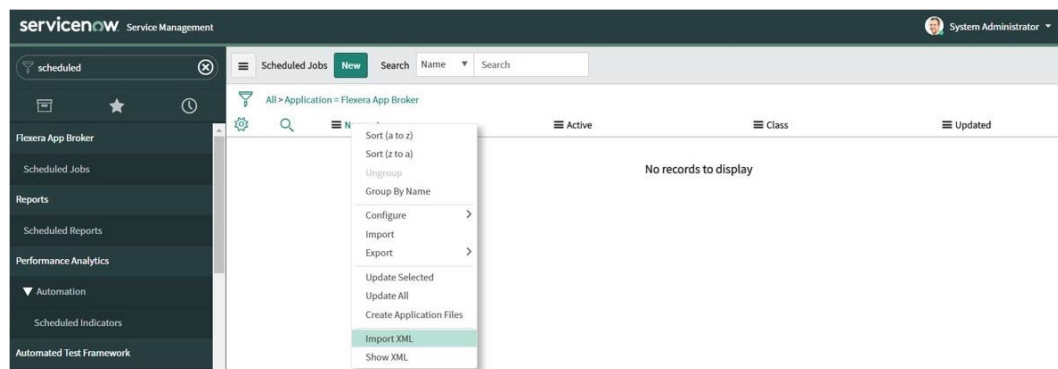 servicenow Service Management
System Administrator
scheduled
Scheduled Jobs New Search Name Search
All > Application = Flexera App Broker
Active Class Updated
Flexera App Broker
Scheduled Jobs
Reports
Scheduled Reports
Performance Analytics
Automation
Scheduled Indicators
Automated Test Framework
Sort (a to z)
Sort (z to a)
Ungroup
Group By Name
Configure
Import
Export
Update Selected
Update All
Create Application Files
Import XML
Show XML
No records to display